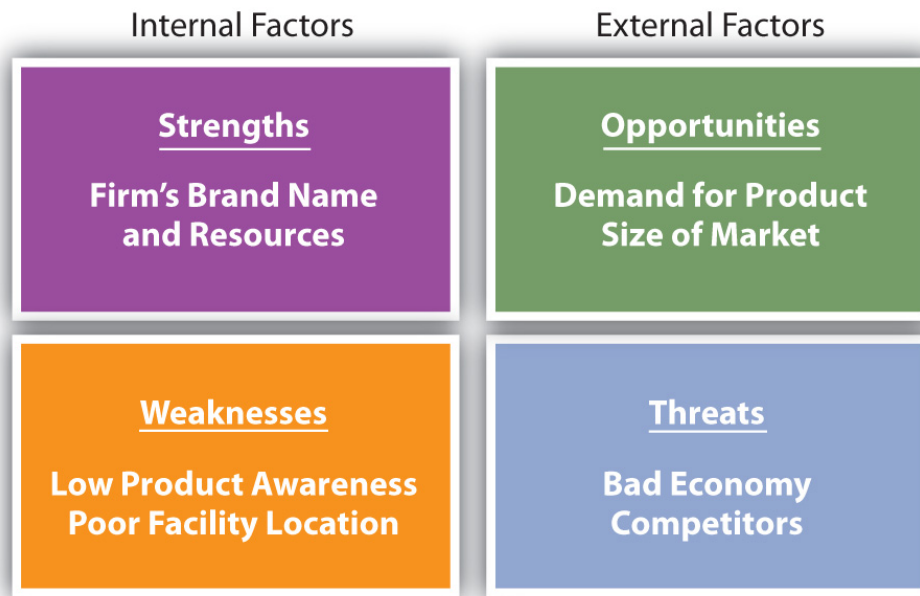 Internal Factors
External Factors
Strengths
Firm’s Brand Name
and Resources
Opportunities
Demand for Product
Size of Market
Weaknesses
Low Product Awareness
Poor Facility Location
Threats
Bad Economy
Competitors